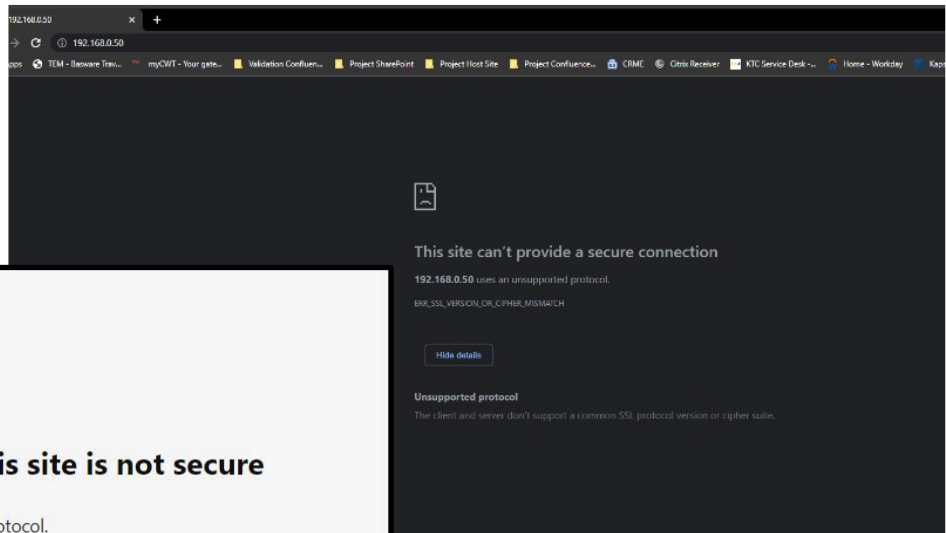 192.168.0.50
192.168.0.50
TEM - Basware Trav... myCWT - Your gate... Validation Confluen... Project SharePoint Project Host Site Project Confluence... CRME Citrix Receiver KTC Service Desk -... Home - Workday Kaps
This site can't provide a secure connection
192.168.0.50 uses an unsupported protocol.
ERR_SSL_VERSION_OR_CIPHER_MISMATCH
Hide details
Unsupported protocol
The client and server don't support a common SSL protocol version or cipher suite.
is site is not secure
otocol.